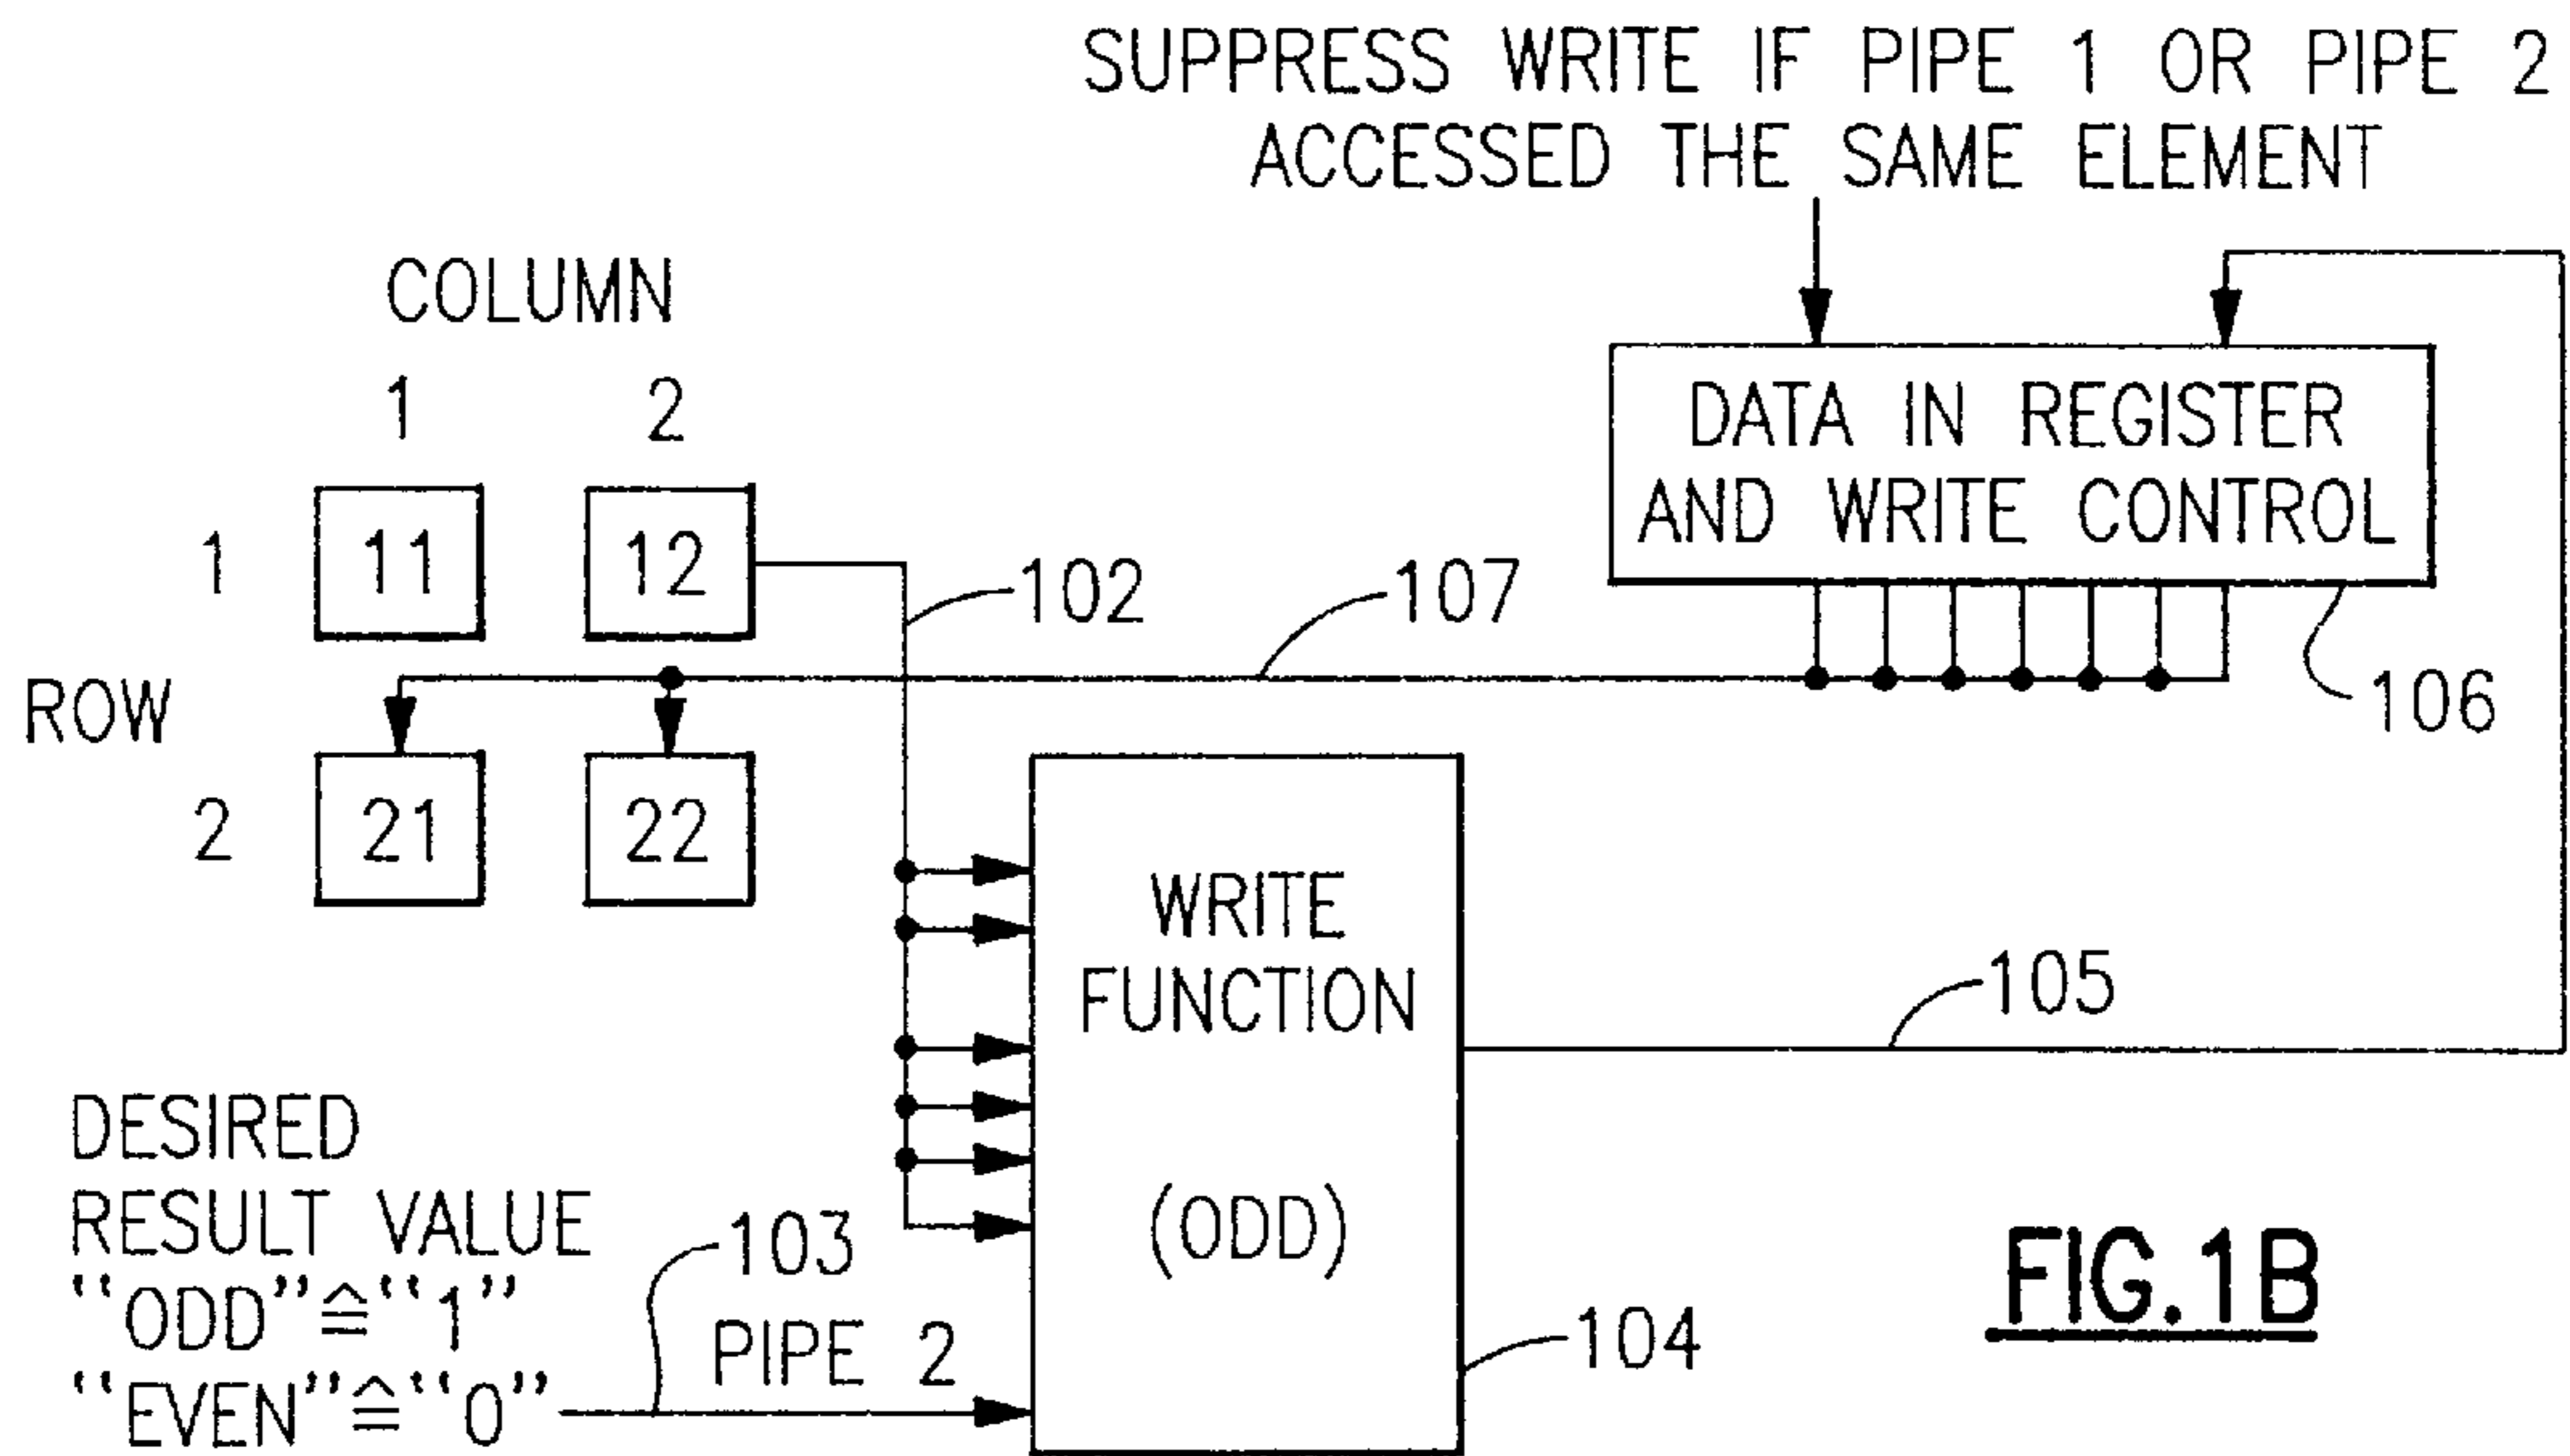 SUPPRESS WRITE IF PIPE 1 OR PIPE 2
ACCESSED THE SAME ELEMENT
COLUMN
1 2
DATA IN REGISTER
AND WRITE CONTROL
1 11 12
102
107
106
ROW
2 21 22
WRITE
FUNCTION
(ODD)
105
DESIRED
RESULT VALUE
"ODD"≙"1"
"EVEN"≙"0"
103
PIPE 2
104
FIG.1B